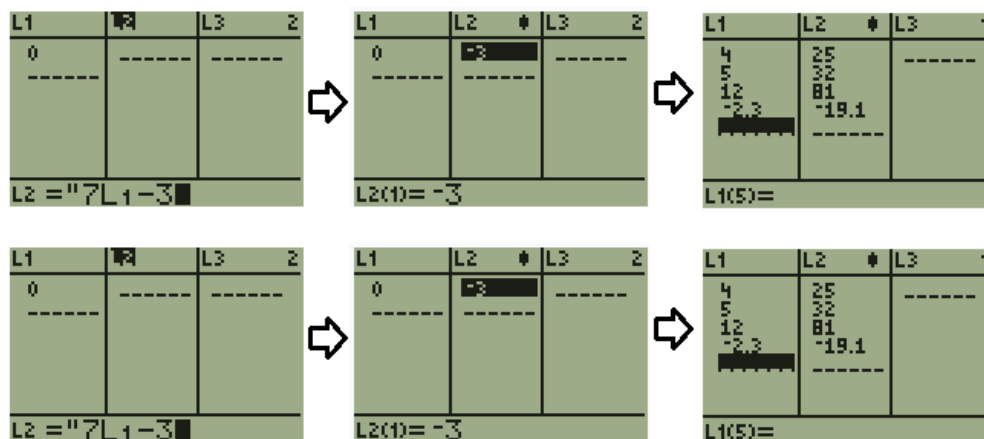 L1 L2 L3 2
0
------ ------ ------
L2 ="7L1-3
L1 L2 L3 2
0 -3
------ ------
L2(1)= -3
L1 L2 L3
4 25
5 32
12 81
-2.3 -19.1
L1(5)=
L1 L2 L3 2
0
------ ------ ------
L2 ="7L1-3
L1 L2 L3 2
0 -3
------ ------
L2(1)= -3
L1 L2 L3
4 25
5 32
12 81
-2.3 -19.1
L1(5)=